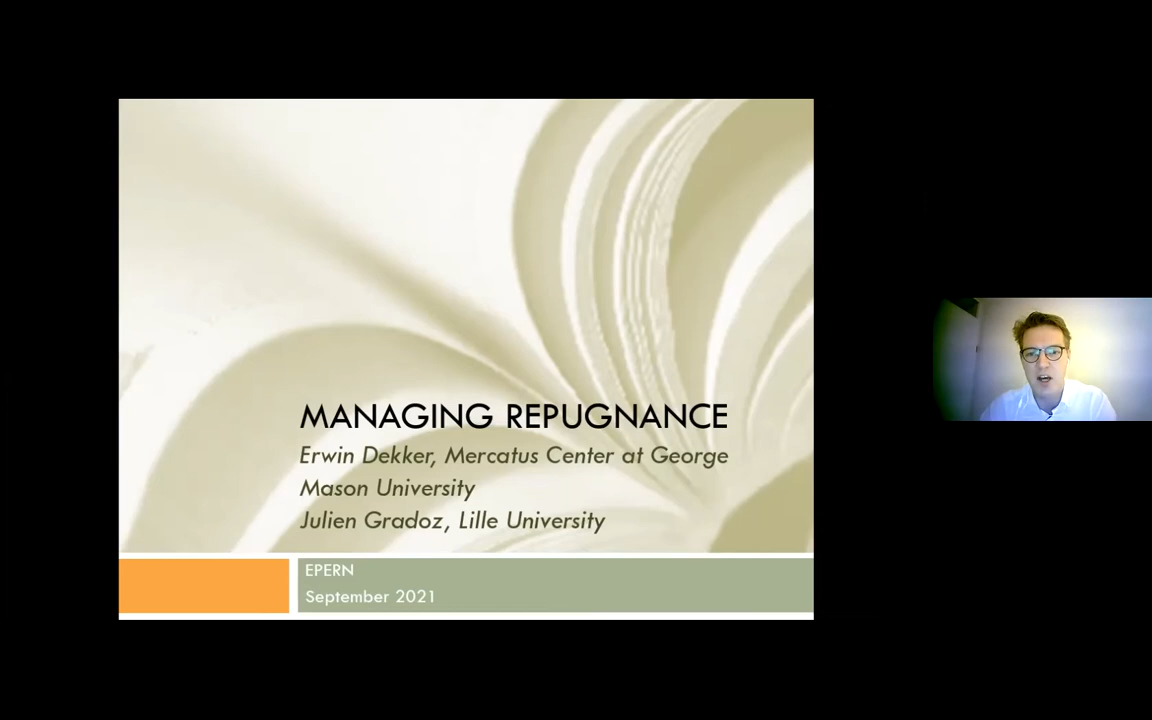 MANAGING REPUGNANCE
Erwin Dekker, Mercatus Center at George
Mason University
Julien Gradoz, Lille University
EPERN
September 2021